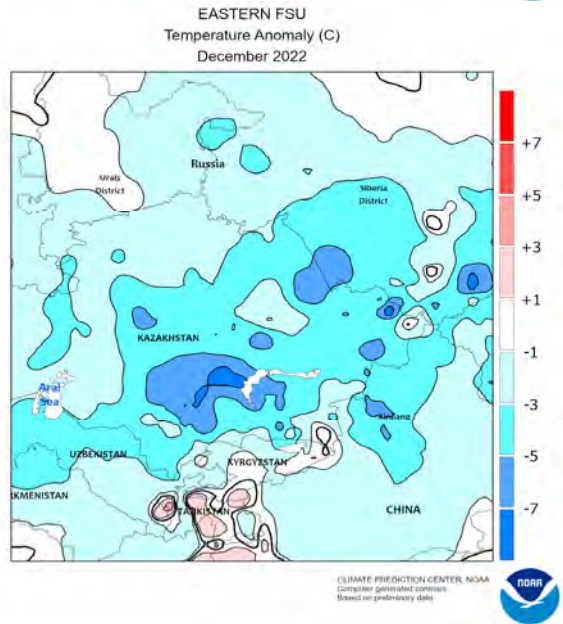 EASTERN FSU
Temperature Anomaly (C)
December 2022
Russia
Urals
District
Siberia
District
KAZAKHSTAN
Aral
Sea
Xinjiang
UZBEKISTAN
KYRGYZSTAN
RKMENISTAN
TAJIKISTAN
CHINA
+7
+5
+3
+1
-1
-3
-5
-7
CLIMATE PREDICTION CENTER, NOAA
Computer generated contours
Based on preliminary data
NOAA